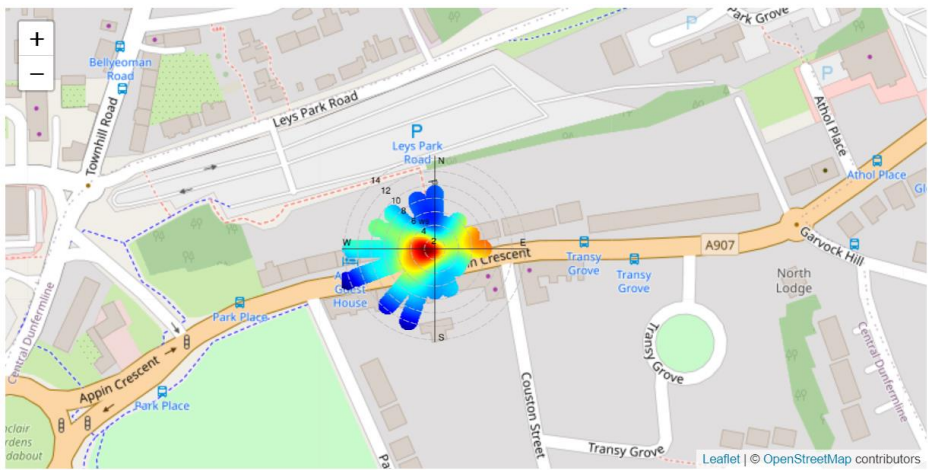 +
−
Bellyeoman
Road
Townhill Road
Leys Park Road
P
Leys Park
Road
P
Park Grove
P
Athol Place
Athol Place
Garvock Hill
A907
Transy
Grove
Transy
Grove
North
Lodge
Transy Grove
Transy Grove
Couston Street
Central Dunfermline
N
14
12
10
8
6
4
2
W
E
S
Crescent
House
Park Place
Appin Crescent
Park Place
Central Dunfermline
Leaflet | © OpenStreetMap contributors